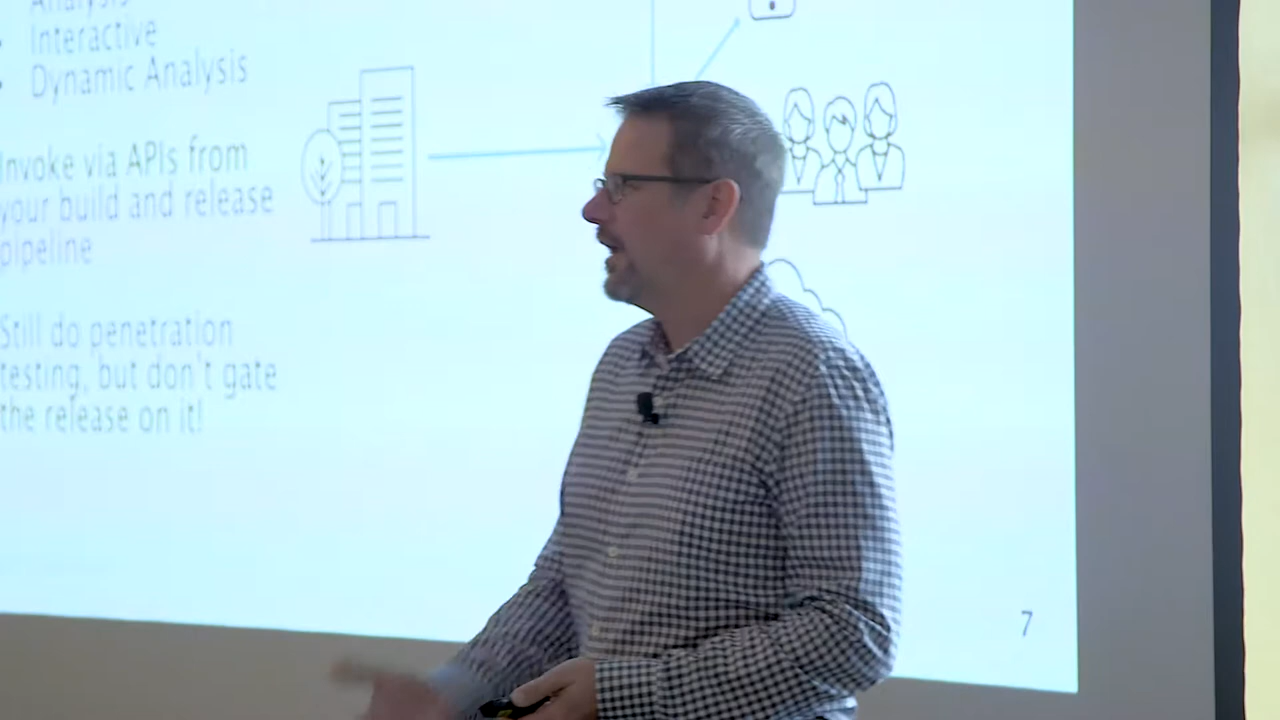 Analysis
Interactive
Dynamic Analysis
Invoke via APIs from
your build and release
pipeline
Still do penetration
testing, but don't gate
the release on it!
7